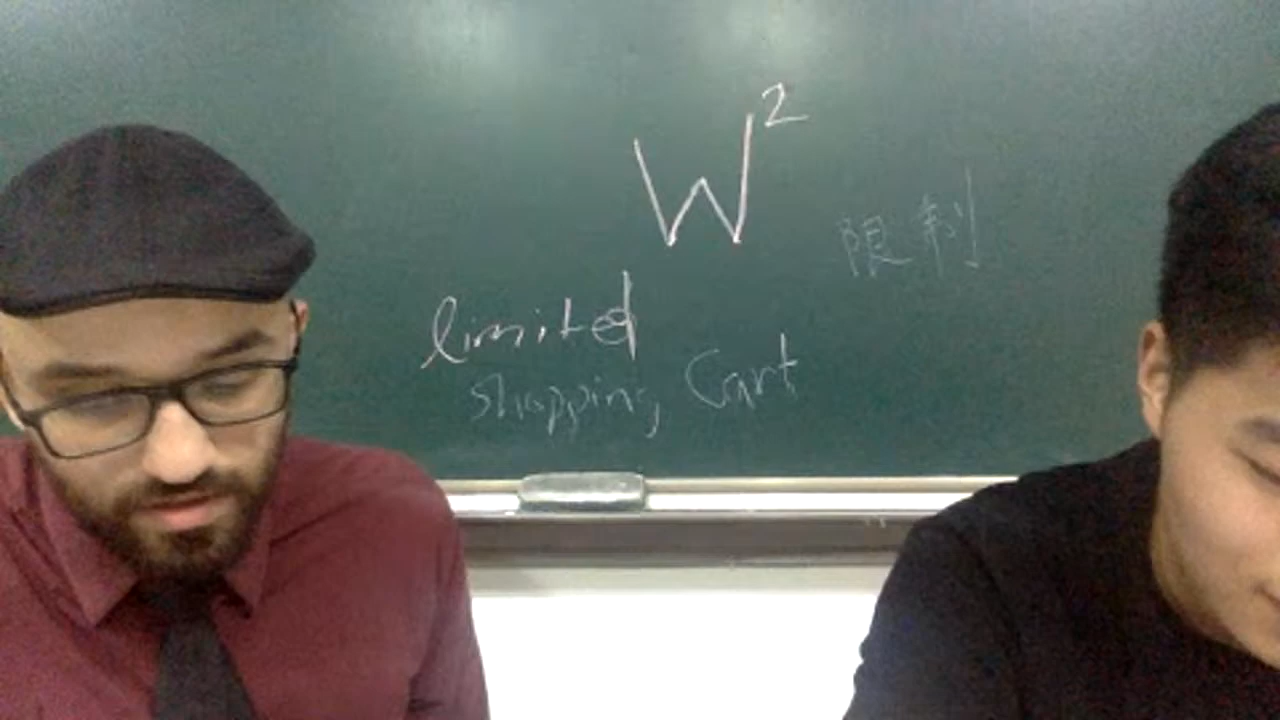 W²
限制
limited
shopping Cart